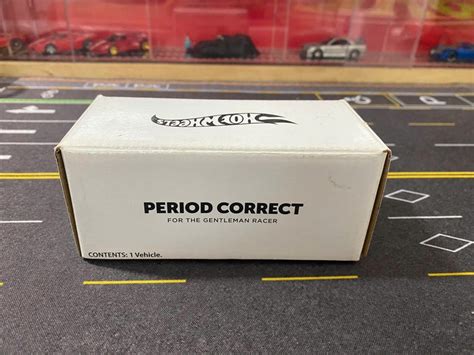 HOT WHEELS
PERIOD CORRECT
FOR THE GENTLEMAN RACER
CONTENTS: 1 Vehicle.